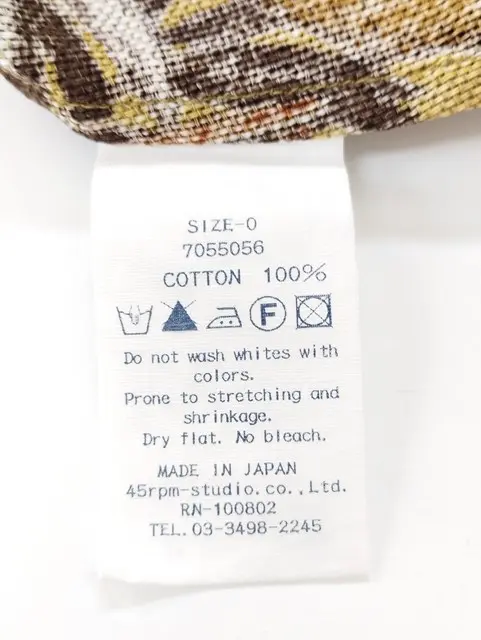 SIZE-0
7055056
COTTON 100%
F
Do not wash whites with
colors.
Prone to stretching and
shrinkage.
Dry flat. No bleach.
MADE IN JAPAN
45rpm-studio.co.,Ltd.
RN-100802
TEL.03-3498-2245